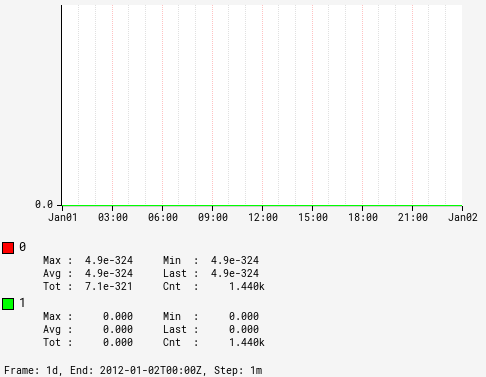 0.0
Jan01 03:00 06:00 09:00 12:00 15:00 18:00 21:00 Jan02
0
Max : 4.9e-324 Min : 4.9e-324
Avg : 4.9e-324 Last : 4.9e-324
Tot : 7.1e-321 Cnt : 1.440k
1
Max : 0.000 Min : 0.000
Avg : 0.000 Last : 0.000
Tot : 0.000 Cnt : 1.440k
Frame: 1d, End: 2012-01-02T00:00Z, Step: 1m